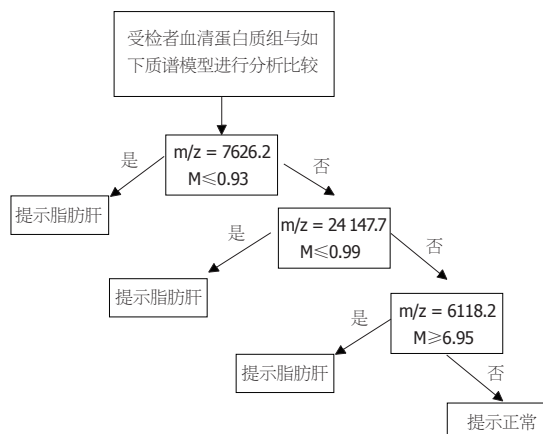 受检者血清蛋白质组与如
下质谱模型进行分析比较
是
m/z = 7626.2
M≤0.93
否
提示脂肪肝
是
m/z = 24 147.7
M≤0.99
否
提示脂肪肝
是
m/z = 6118.2
M≥6.95
提示脂肪肝
否
提示正常